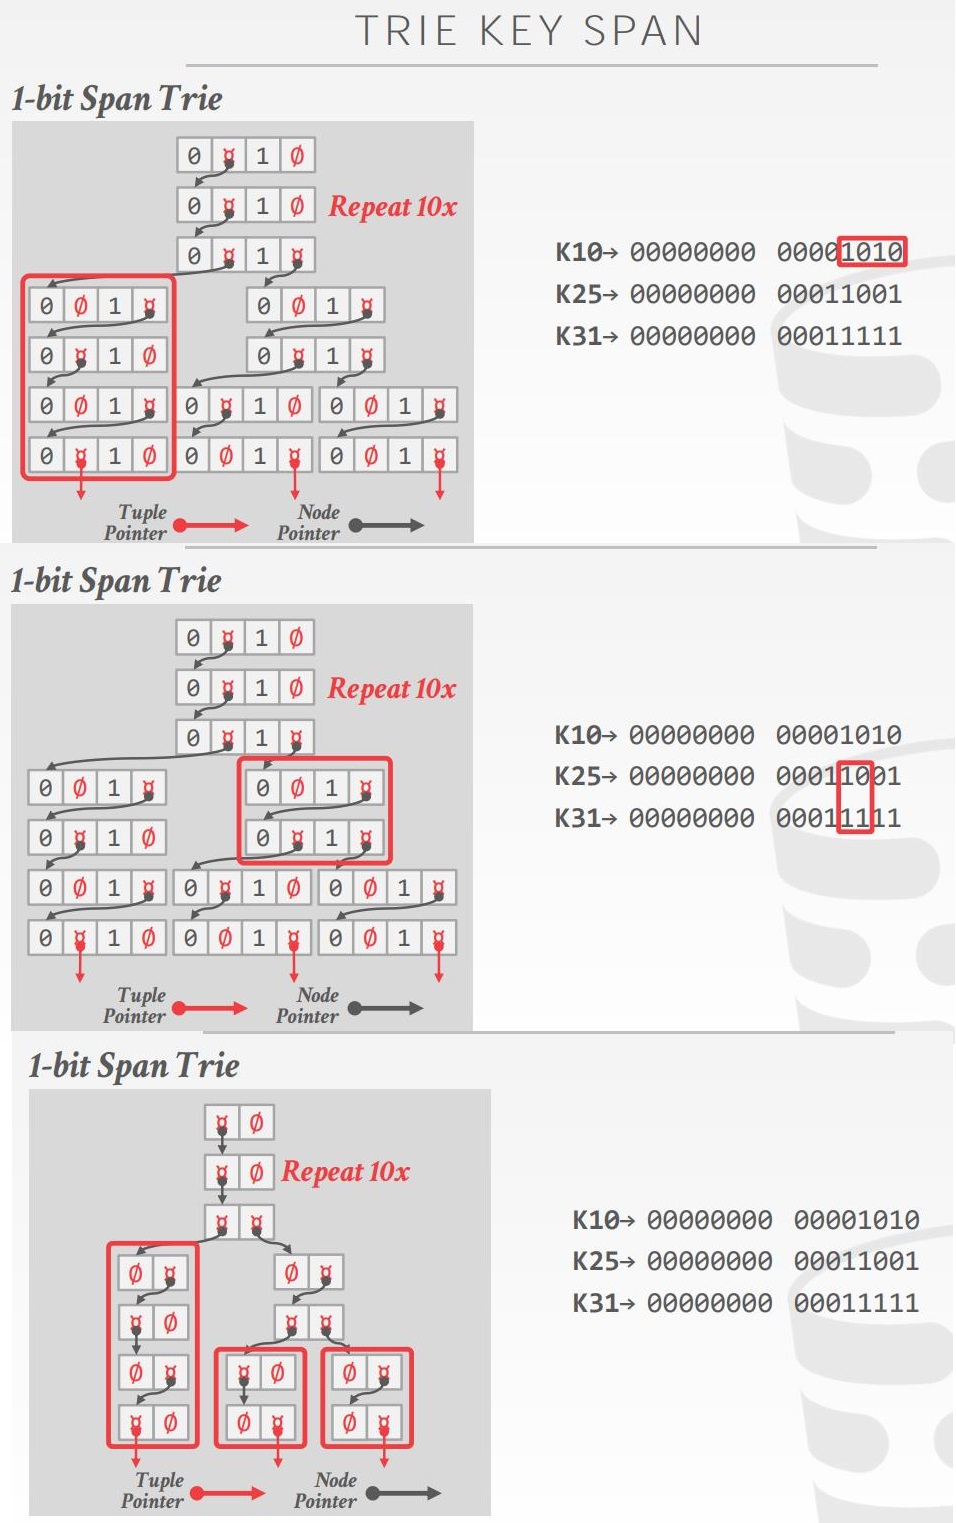 TRIE KEY SPAN
1-bit Span Trie
0 ¤ 1 Ø
0 ¤ 1 Ø Repeat 10x
0 ¤ 1 ¤
0 Ø 1 ¤ 0 Ø 1 ¤
0 ¤ 1 Ø 0 ¤ 1 ¤
0 Ø 1 ¤ 0 ¤ 1 Ø 0 Ø 1 ¤
0 ¤ 1 Ø 0 Ø 1 ¤ 0 Ø 1 ¤
Tuple Pointer
Node Pointer
K10→ 00000000 00001010
K25→ 00000000 00011001
K31→ 00000000 00011111
1-bit Span Trie
0 ¤ 1 Ø
0 ¤ 1 Ø Repeat 10x
0 ¤ 1 ¤
0 Ø 1 ¤ 0 Ø 1 ¤
0 ¤ 1 Ø 0 ¤ 1 ¤
0 Ø 1 ¤ 0 ¤ 1 Ø 0 Ø 1 ¤
0 ¤ 1 Ø 0 Ø 1 ¤ 0 Ø 1 ¤
Tuple Pointer
Node Pointer
K10→ 00000000 00001010
K25→ 00000000 00011001
K31→ 00000000 00011111
1-bit Span Trie
¤ Ø
¤ Ø Repeat 10x
¤ ¤
Ø ¤ Ø ¤
¤ Ø ¤ ¤
Ø ¤ ¤ Ø Ø ¤
¤ Ø Ø ¤ Ø ¤
Tuple Pointer
Node Pointer
K10→ 00000000 00001010
K25→ 00000000 00011001
K31→ 00000000 00011111